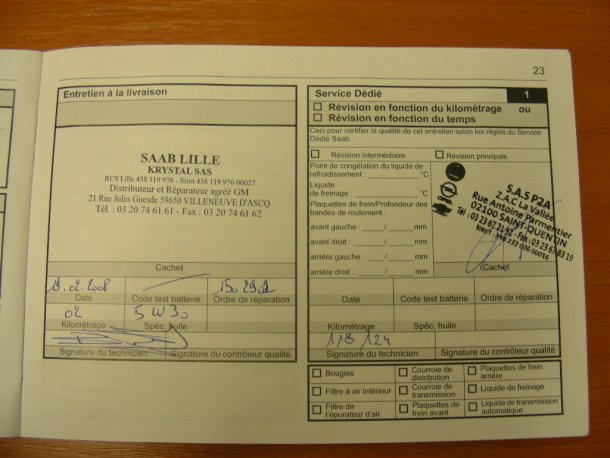 23
Entretien à la livraison
SAAB LILLE
KRYSTAL SAS
RCS Lille 438 119 976 - Siret 438 119 976 00027
Distributeur et Réparateur agréé GM
21 Rue Jules Guesde 59650 VILLENEUVE D'ASCQ
Tél. : 03 20 74 61 61 - Fax : 03 20 74 61 62
Cachet
19.02.2008
Date
Code test batterie
Ordre de réparation
02
5W30
Kilométrage
Spéc. huile
Signature du technicien
Signature du contrôleur qualité
Service Dédié
1
Révision en fonction du kilométrage ou
Révision en fonction du temps
Ceci pour certifier la qualité de cet entretien selon les règles du Service
Dédié Saab.
Révision intermédiaire
Révision principale
Point de congélation du liquide de
refroidissement : °C
Liquide
de freinage : °C
Plaquettes de frein/Profondeur des
bandes de roulement :
avant gauche : / mm
avant droit : / mm
arrière gauche : / mm
arrière droit : / mm
S.A.S P2A
Z.A.C La Vallée
Rue Antoine Parmentier
02100 SAINT-QUENTIN
OPEL
Cachet
Date
Code test batterie
Ordre de réparation
Kilométrage
Spéc. huile
118 124
Signature du technicien
Signature du contrôleur qualité
Bougies
Courroie de
distribution
Plaquettes de frein
arrière
Filtre à air intérieur
Courroie de
transmission
Liquide de freinage
Filtre de
l'épurateur d'air
Plaquettes de
frein avant
Liquide de transmission
automatique